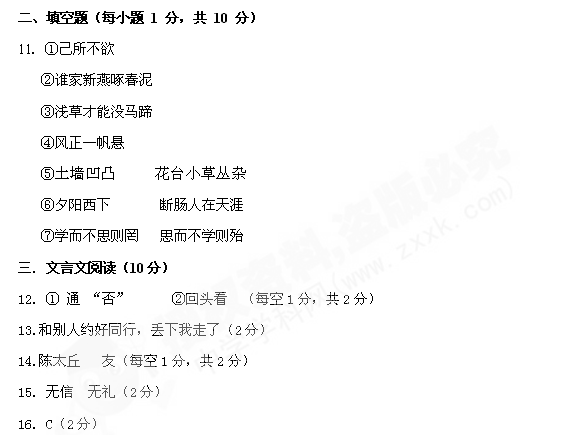 二、填空题（每小题 1 分，共 10 分）
11. ①己所不欲
②谁家新燕啄春泥
③浅草才能没马蹄
④风正一帆悬
⑤土墙凹凸 花台小草丛杂
⑥夕阳西下 断肠人在天涯
⑦学而不思则罔 思而不学则殆
三．文言文阅读（10分）
12. ① 通 “否” ②回头看 （每空1分，共2分）
13.和别人约好同行，丢下我走了（2分）
14.陈太丘 友（每空1分，共2分）
15. 无信 无礼（2分）
16. C（2分）